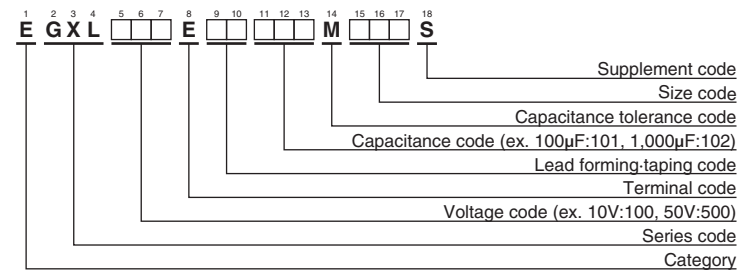 1 2 3 4 5 6 7 8 9 10 11 12 13 14 15 16 17 18
E GXL E M S
Supplement code
Size code
Capacitance tolerance code
Capacitance code (ex. 100μF:101, 1,000μF:102)
Lead forming·taping code
Terminal code
Voltage code (ex. 10V:100, 50V:500)
Series code
Category